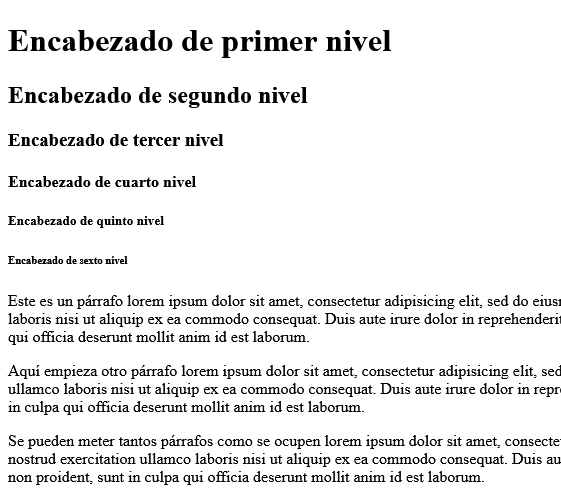 Encabezado de primer nivel
Encabezado de segundo nivel
Encabezado de tercer nivel
Encabezado de cuarto nivel
Encabezado de quinto nivel
Encabezado de sexto nivel
Este es un párrafo lorem ipsum dolor sit amet, consectetur adipisicing elit, sed do
laboris nisi ut aliquip ex ea commodo consequat. Duis aute irure dolor in
qui officia deserunt mollit anim id est laborum.
Aquí empieza otro párrafo lorem ipsum dolor sit amet, consectetur adipisicing elit, sed
ullamco laboris nisi ut aliquip ex ea commodo consequat. Duis aute irure dolor in
in culpa qui officia deserunt mollit anim id est laborum.
Se pueden meter tantos párrafos como se ocupen lorem ipsum dolor sit amet,
nostrud exercitation ullamco laboris nisi ut aliquip ex ea commodo consequat. Duis
non proident, sunt in culpa qui officia deserunt mollit anim id est laborum.